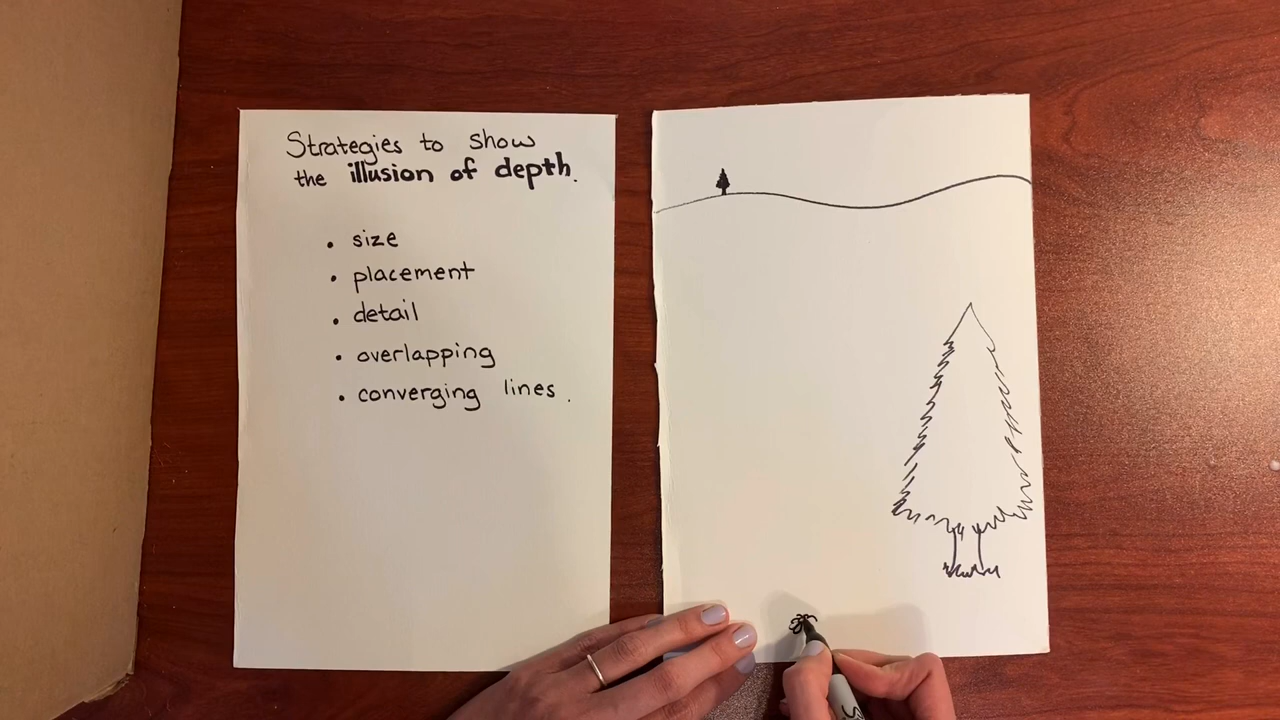 Strategies to show
the illusion of depth.
• size
• placement
• detail
• overlapping
• converging lines.